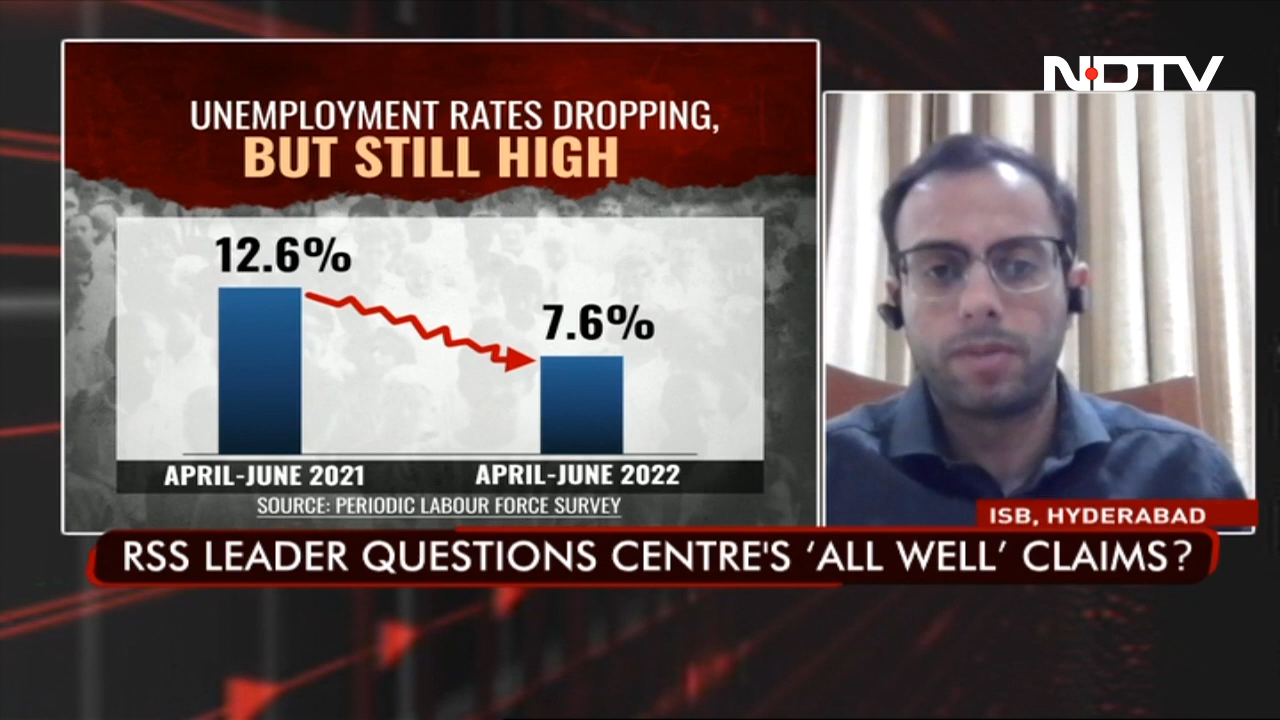 NDTV
UNEMPLOYMENT RATES DROPPING,
BUT STILL HIGH
12.6%
7.6%
APRIL-JUNE 2021
APRIL-JUNE 2022
SOURCE: PERIODIC LABOUR FORCE SURVEY
ISB, HYDERABAD
RSS LEADER QUESTIONS CENTRE'S ‘ALL WELL’ CLAIMS?